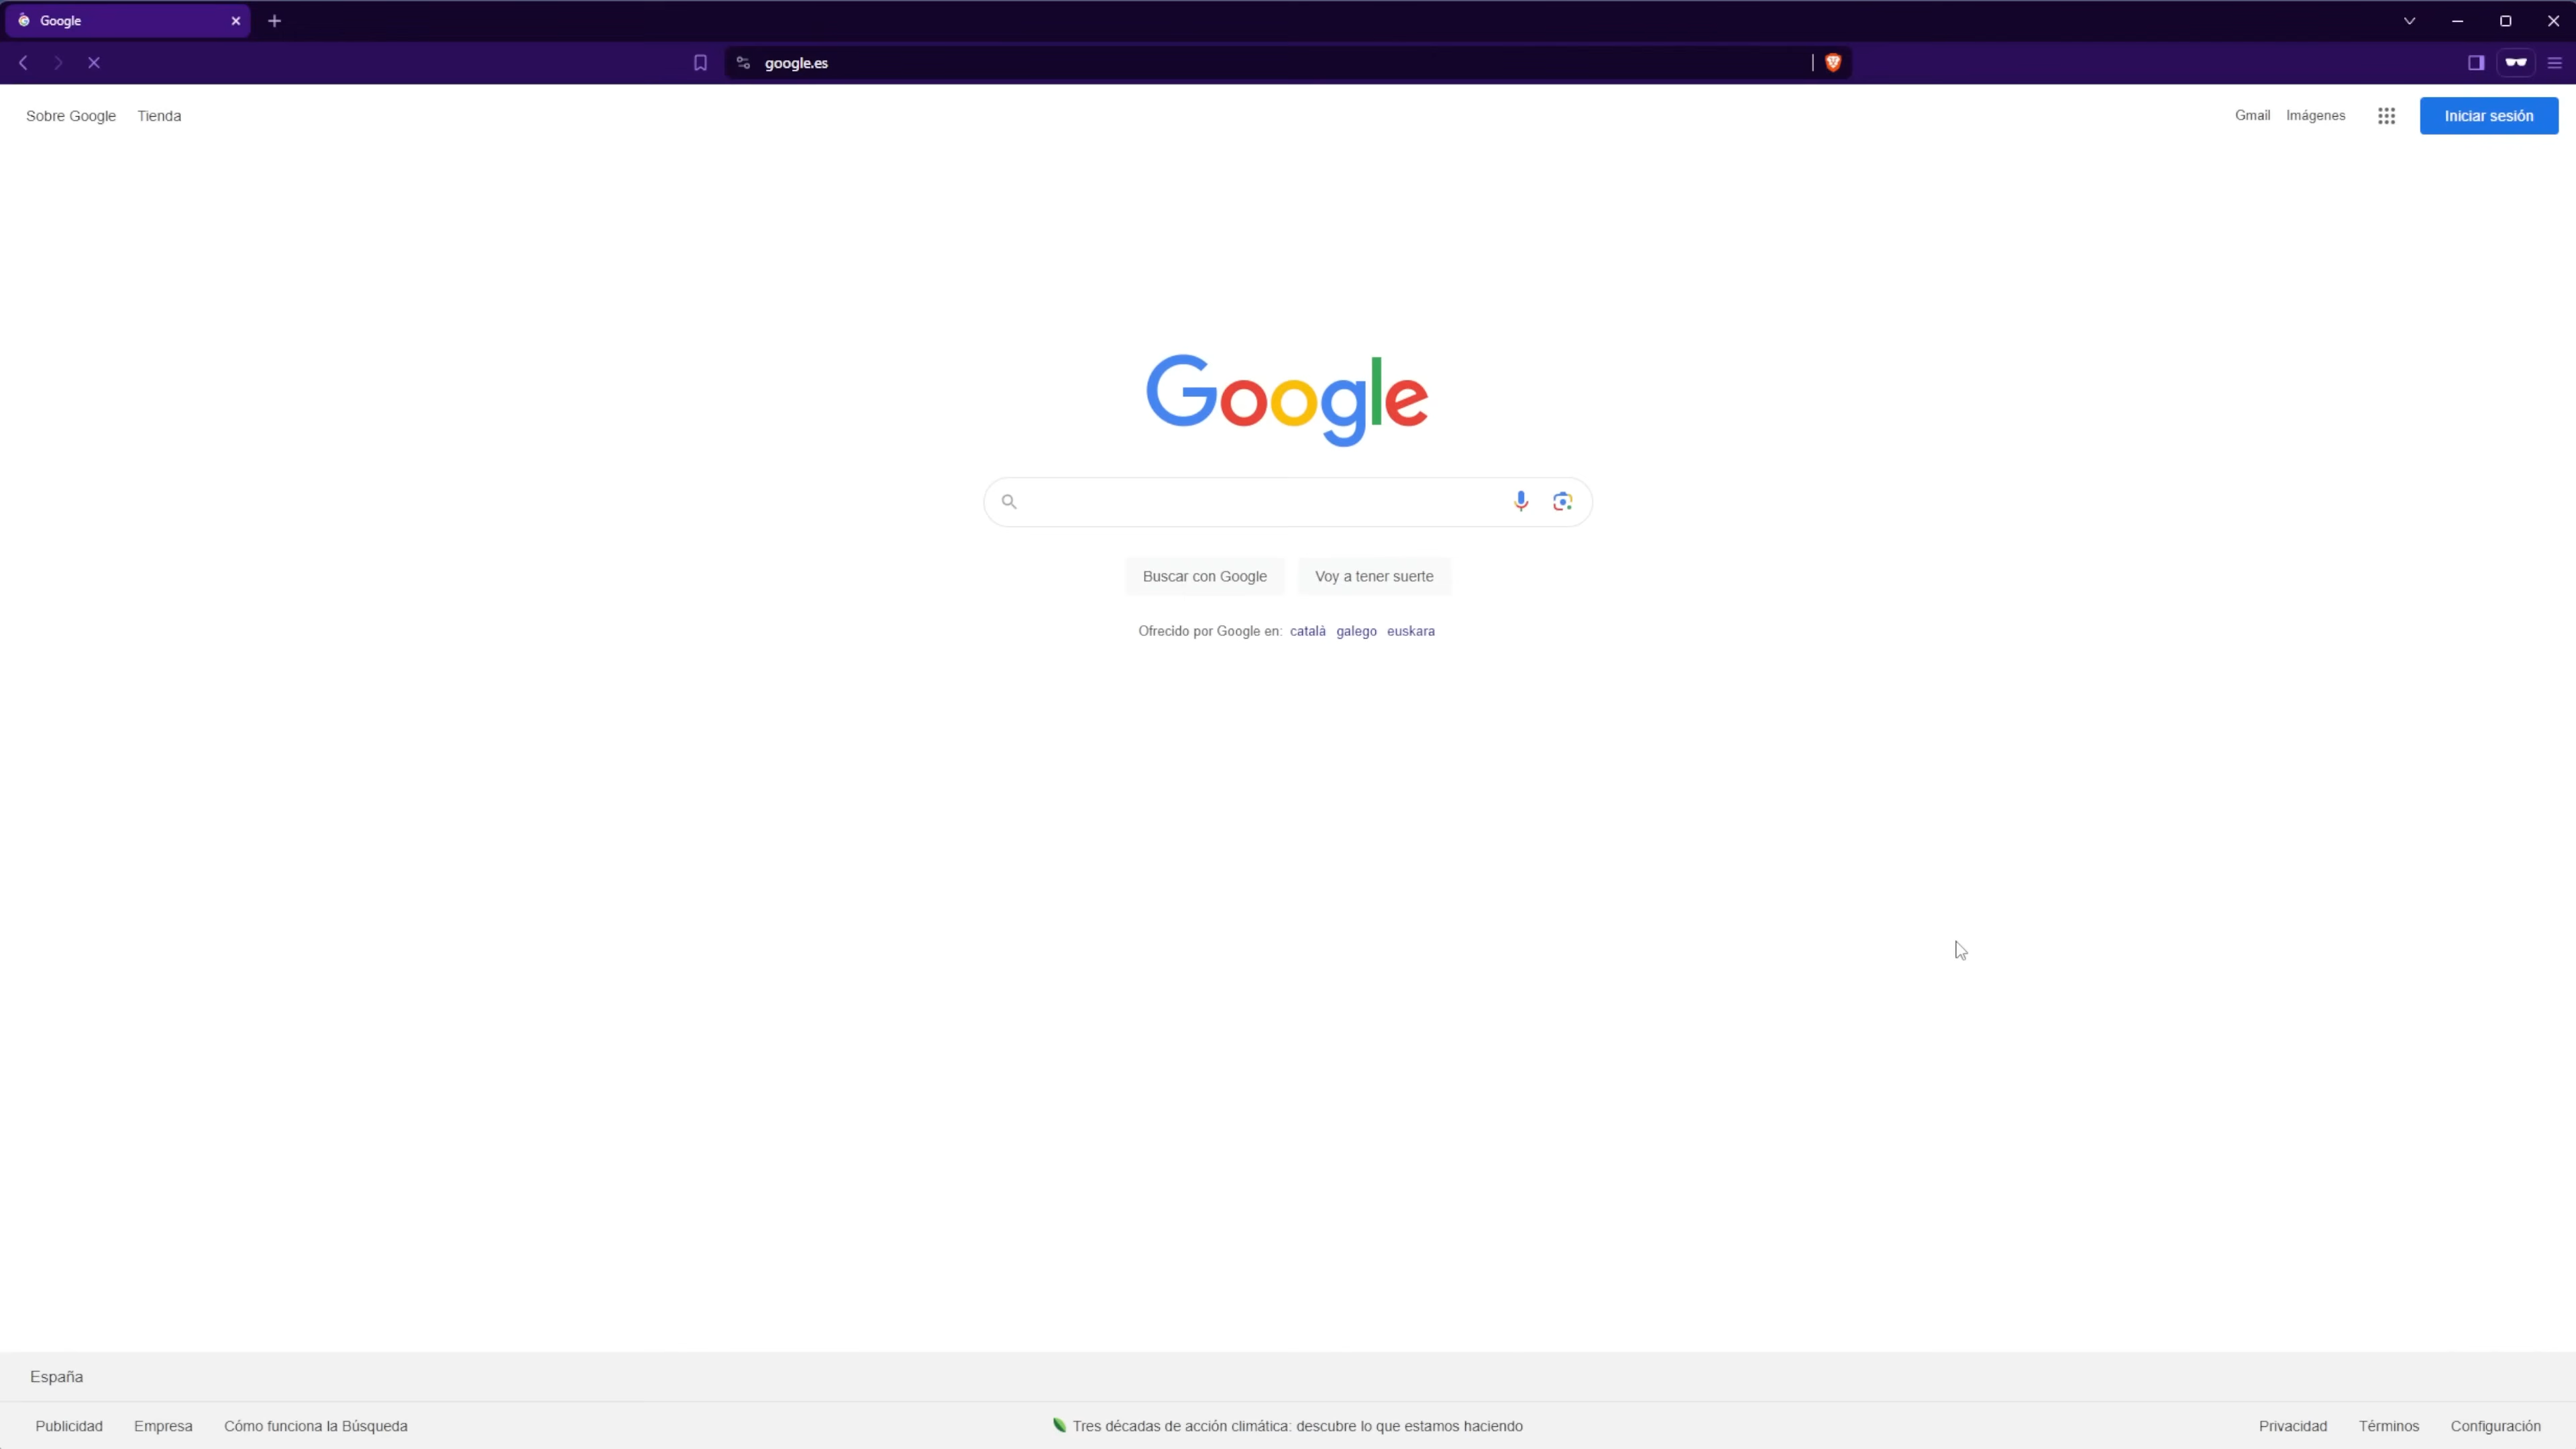 Google
google.es
Sobre Google Tienda
Gmail Imágenes Iniciar sesión
Google
Buscar con Google Voy a tener suerte
Ofrecido por Google en: català galego euskara
España
Publicidad Empresa Cómo funciona la Búsqueda
Tres décadas de acción climática: descubre lo que estamos haciendo
Privacidad Términos Configuración